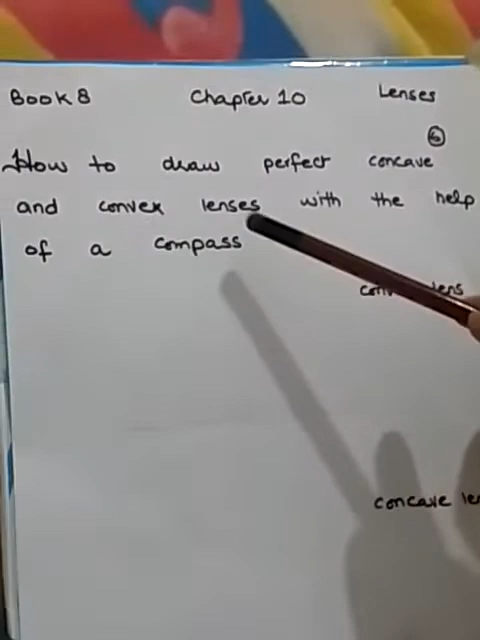 Book 8 Chapter 10 Lenses
6
How to draw perfect concave
and convex lenses with the help
of a compass
lens
concave